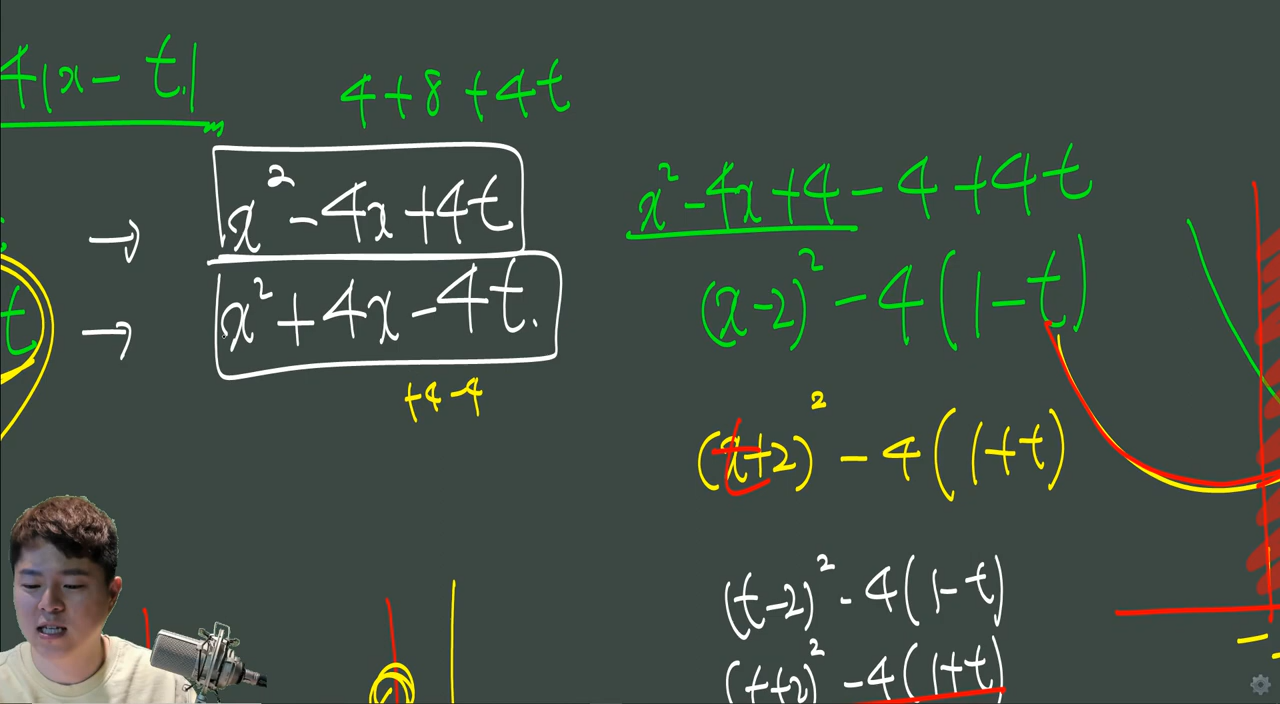 4|x - t.|
4 + 8 + 4t
x² - 4x + 4t
x² + 4x - 4t.
+4 -4
t
x² - 4x + 4 - 4 + 4t
(x - 2)² - 4(1 - t)
(x + 2)² - 4(1 + t)
(t - 2)² - 4(1 - t)
(t + 2)² - 4(1 + t)